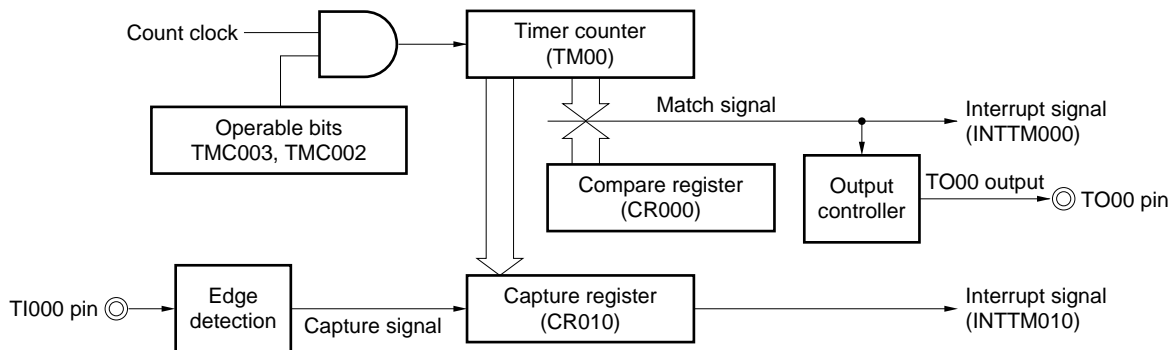 Count clock
Timer counter
(TM00)
Operable bits
TMC003, TMC002
Match signal
Interrupt signal
(INTTM000)
Compare register
(CR000)
Output
controller
TO00 output
TO00 pin
TI000 pin
Edge
detection
Capture signal
Capture register
(CR010)
Interrupt signal
(INTTM010)